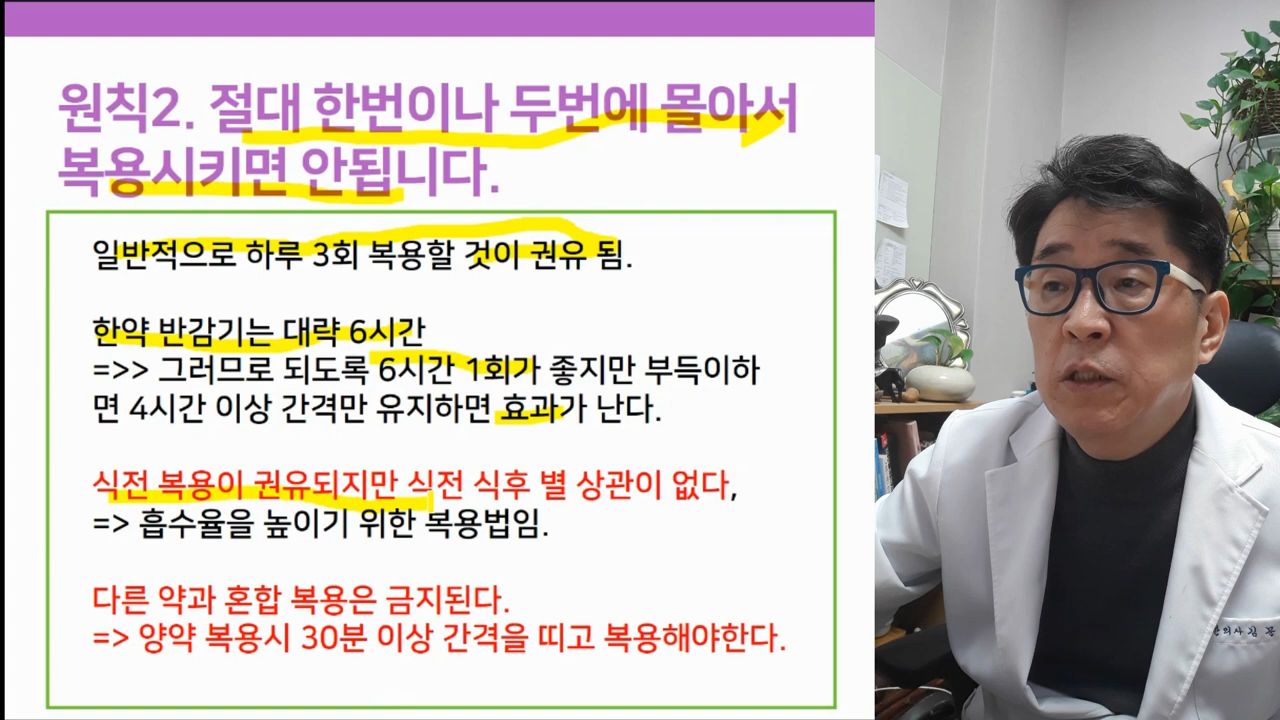 원칙2. 절대 한번이나 두번에 몰아서
복용시키면 안됩니다.
일반적으로 하루 3회 복용할 것이 권유 됨.
한약 반감기는 대략 6시간
=>> 그러므로 되도록 6시간 1회가 좋지만 부득이하
면 4시간 이상 간격만 유지하면 효과가 난다.
식전 복용이 권유되지만 식전 식후 별 상관이 없다,
=> 흡수율을 높이기 위한 복용법임.
다른 약과 혼합 복용은 금지된다.
=> 양약 복용시 30분 이상 간격을 띠고 복용해야한다.
한의사 김